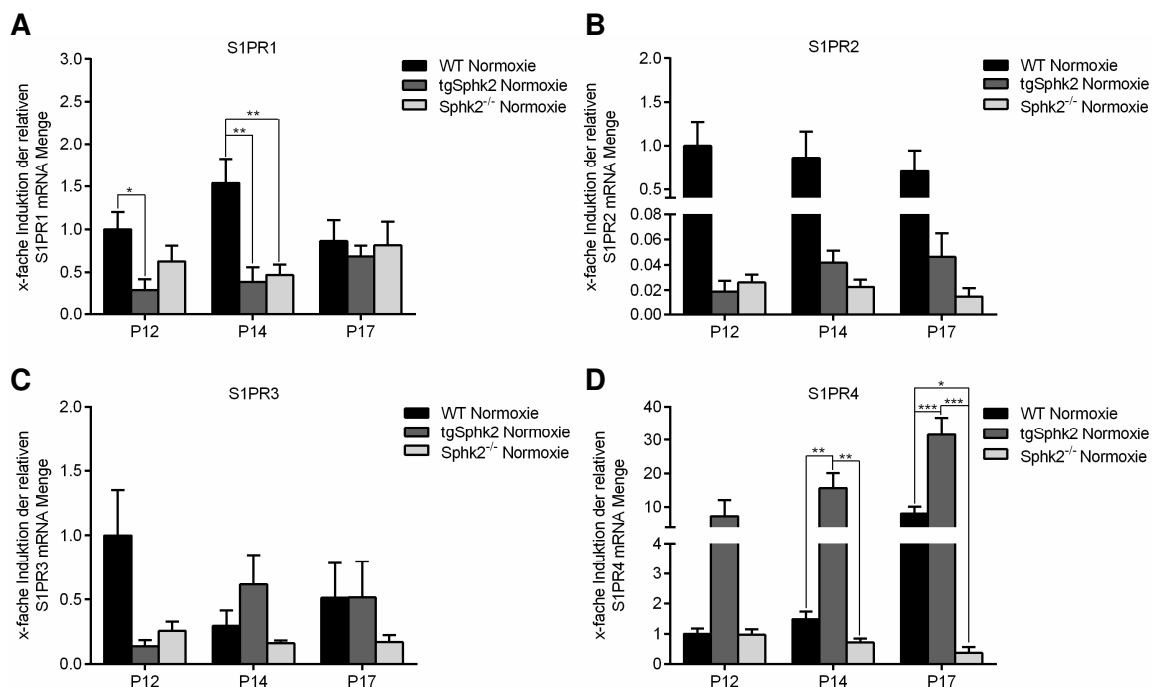 A
S1PR1
x-fache Induktion der relativen
S1PR1 mRNA Menge
3.0
2.5
2.0
1.5
1.0
0.5
0.0
*
**
**
P12 P14 P17
WT Normoxie
tgSphk2 Normoxie
Sphk2-/- Normoxie
B
S1PR2
x-fache Induktion der relativen
S1PR2 mRNA Menge
2.0
1.5
1.0
0.5
0.08
0.06
0.04
0.02
0.00
P12 P14 P17
WT Normoxie
tgSphk2 Normoxie
Sphk2-/- Normoxie
C
S1PR3
x-fache Induktion der relativen
S1PR3 mRNA Menge
2.0
1.5
1.0
0.5
0.0
P12 P14 P17
WT Normoxie
tgSphk2 Normoxie
Sphk2-/- Normoxie
D
S1PR4
x-fache Induktion der relativen
S1PR4 mRNA Menge
40
30
20
10
4
3
2
1
0
** **
*
*** ***
P12 P14 P17
WT Normoxie
tgSphk2 Normoxie
Sphk2-/- Normoxie